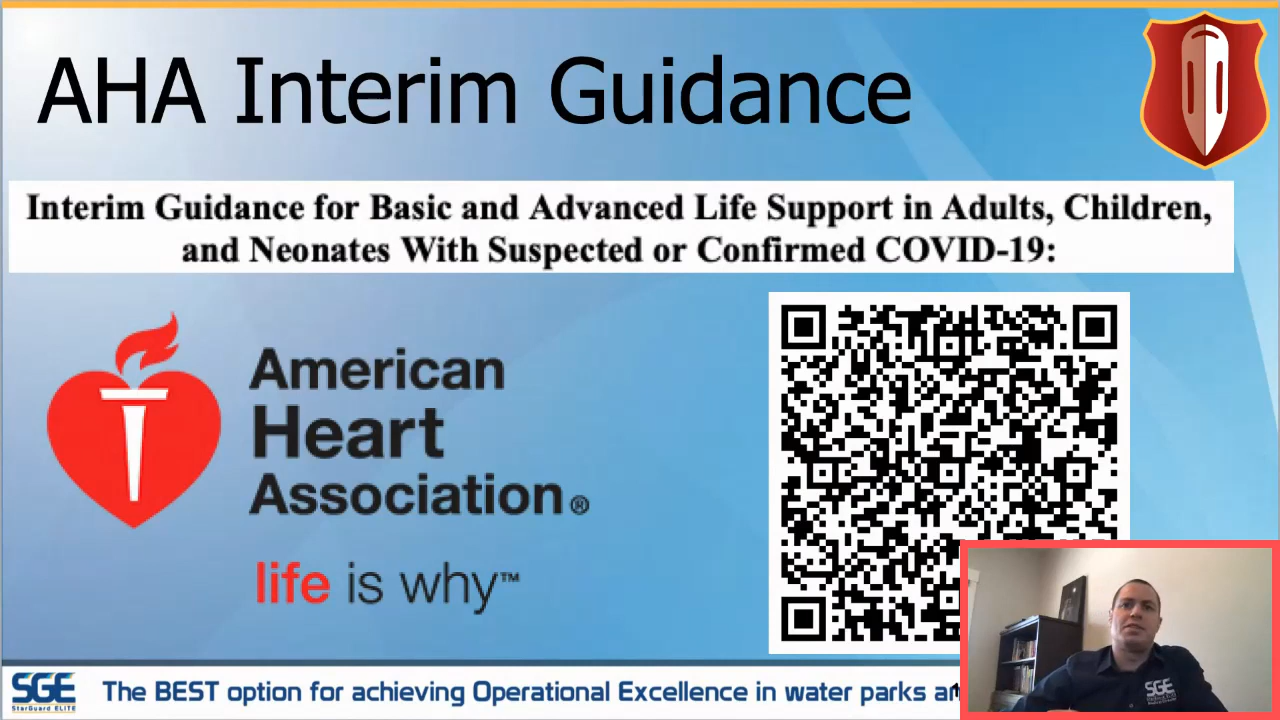 AHA Interim Guidance
Interim Guidance for Basic and Advanced Life Support in Adults, Children,
and Neonates With Suspected or Confirmed COVID-19:
American
Heart
Association®
life is why™
SGE
StarGuard ELITE
The BEST option for achieving Operational Excellence in water parks
SGE